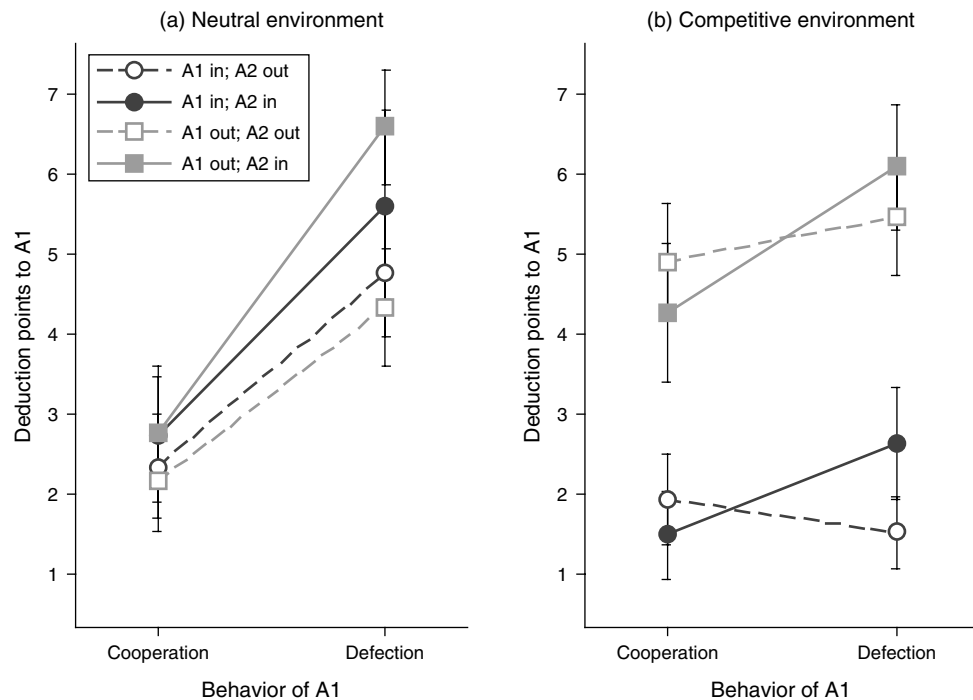 (a) Neutral environment
A1 in; A2 out
A1 in; A2 in
A1 out; A2 out
A1 out; A2 in
Deduction points to A1
7
6
5
4
3
2
1
Cooperation
Defection
Behavior of A1
(b) Competitive environment
Deduction points to A1
7
6
5
4
3
2
1
Cooperation
Defection
Behavior of A1